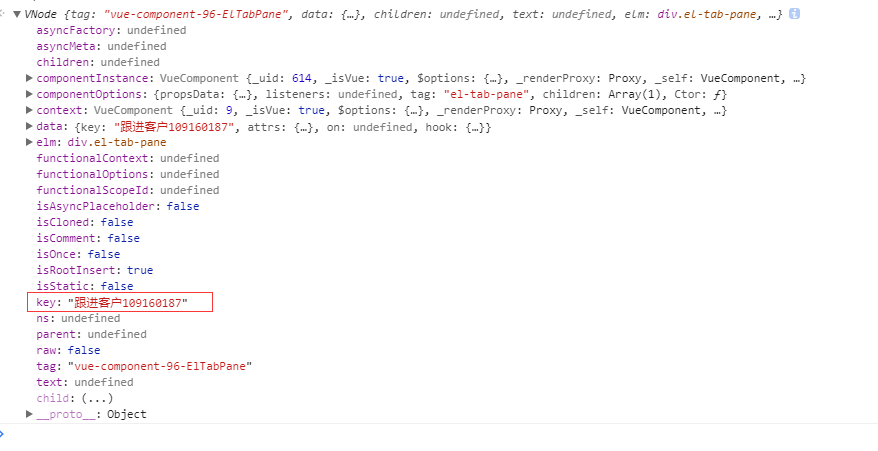 VNode {tag: "vue-component-96-ElTabPane", data: {…}, children: undefined, text: undefined, elm: div.el-tab-pane, …} i
asyncFactory: undefined
asyncMeta: undefined
children: undefined
componentInstance: VueComponent {_uid: 614, _isVue: true, $options: {…}, _renderProxy: Proxy, _self: VueComponent, …}
componentOptions: {propsData: {…}, listeners: undefined, tag: "el-tab-pane", children: Array(1), Ctor: ƒ}
context: VueComponent {_uid: 9, _isVue: true, $options: {…}, _renderProxy: Proxy, _self: VueComponent, …}
data: {key: "跟进客户109160187", attrs: {…}, on: undefined, hook: {…}}
elm: div.el-tab-pane
functionalContext: undefined
functionalOptions: undefined
functionalScopeId: undefined
isAsyncPlaceholder: false
isCloned: false
isComment: false
isOnce: false
isRootInsert: true
isStatic: false
key: "跟进客户109160187"
ns: undefined
parent: undefined
raw: false
tag: "vue-component-96-ElTabPane"
text: undefined
child: (...)
__proto__: Object